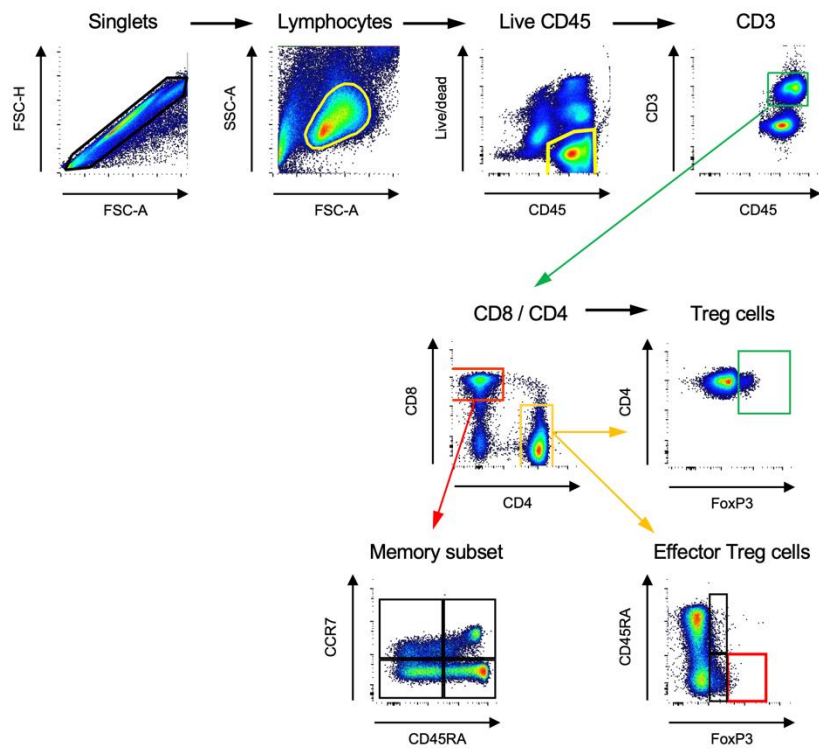 Singlets
Lymphocytes
Live CD45
CD3
FSC-H
SSC-A
Live/dead
CD3
FSC-A
FSC-A
CD45
CD45
CD8 / CD4
Treg cells
CD8
CD4
CD4
FoxP3
Memory subset
Effector Treg cells
CCR7
CD45RA
CD45RA
FoxP3